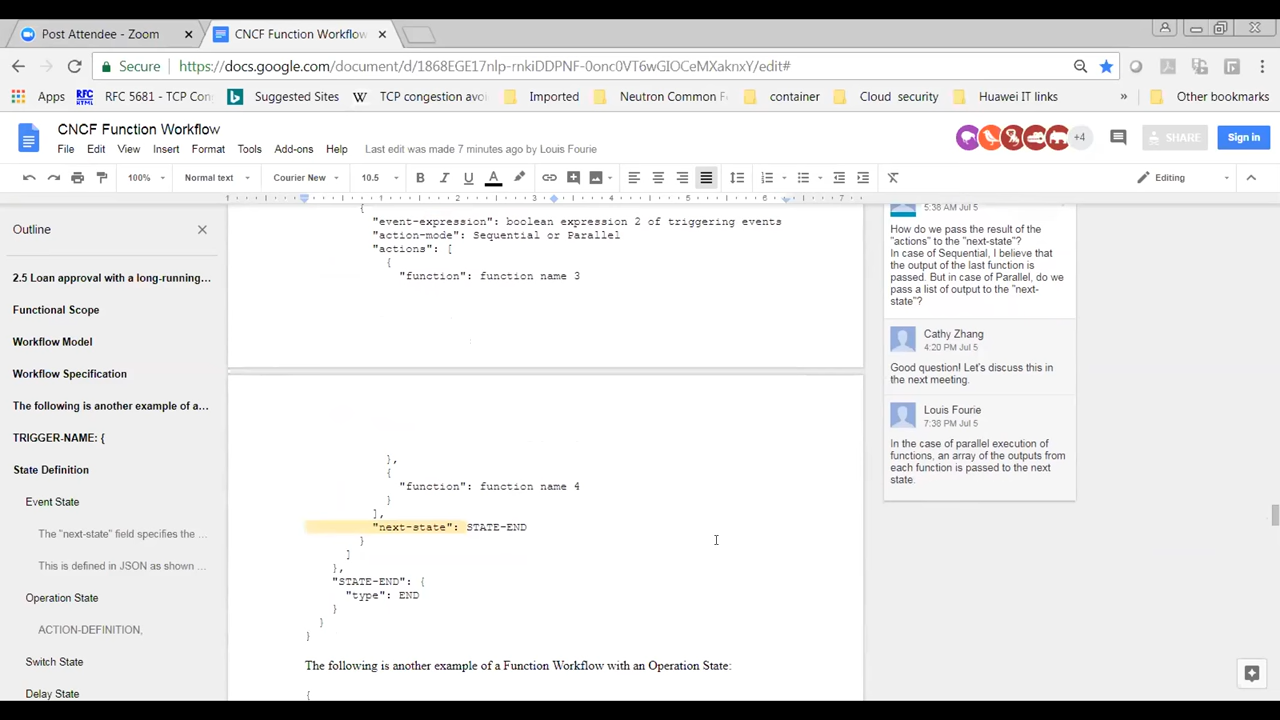 Post Attendee - Zoom
CNCF Function Workflow
Secure
https://docs.google.com/document/d/1868EGE17nlp-rnkiDDPNF-0onc0VT6wGIOCeMXaknxY/edit#
Apps RFC 5681 - TCP Con Suggested Sites TCP congestion avoi Imported Neutron Common F container Cloud security Huawei IT links » Other bookmarks
CNCF Function Workflow
File Edit View Insert Format Tools Add-ons Help Last edit was made 7 minutes ago by Louis Fourie
+4
SHARE
Sign in
100% Normal text Courier New 10.5 B I U A Editing
1 1 2 3 4 5 6 7
Outline
2.5 Loan approval with a long-running...
Functional Scope
Workflow Model
Workflow Specification
The following is another example of a...
TRIGGER-NAME: {
State Definition
Event State
The "next-state" field specifies the ...
This is defined in JSON as shown ...
Operation State
ACTION-DEFINITION,
Switch State
Delay State
{
"event-expression": boolean expression 2 of triggering events
"action-mode": Sequential or Parallel
"actions": [
{
"function": function name 3
},
{
"function": function name 4
}
],
"next-state": STATE-END
}
]
},
"STATE-END": {
"type": END
}
}
}
The following is another example of a Function Workflow with an Operation State:
{
5:38 AM Jul 5
How do we pass the result of the
"actions" to the "next-state"?
In case of Sequential, I believe that
the output of the last function is
passed. But in case of Parallel, do we
pass a list of output to the "next-
state"?
Cathy Zhang
4:20 PM Jul 5
Good question! Let's discuss this in
the next meeting.
Louis Fourie
7:38 PM Jul 5
In the case of parallel execution of
functions, an array of the outputs from
each function is passed to the next
state.